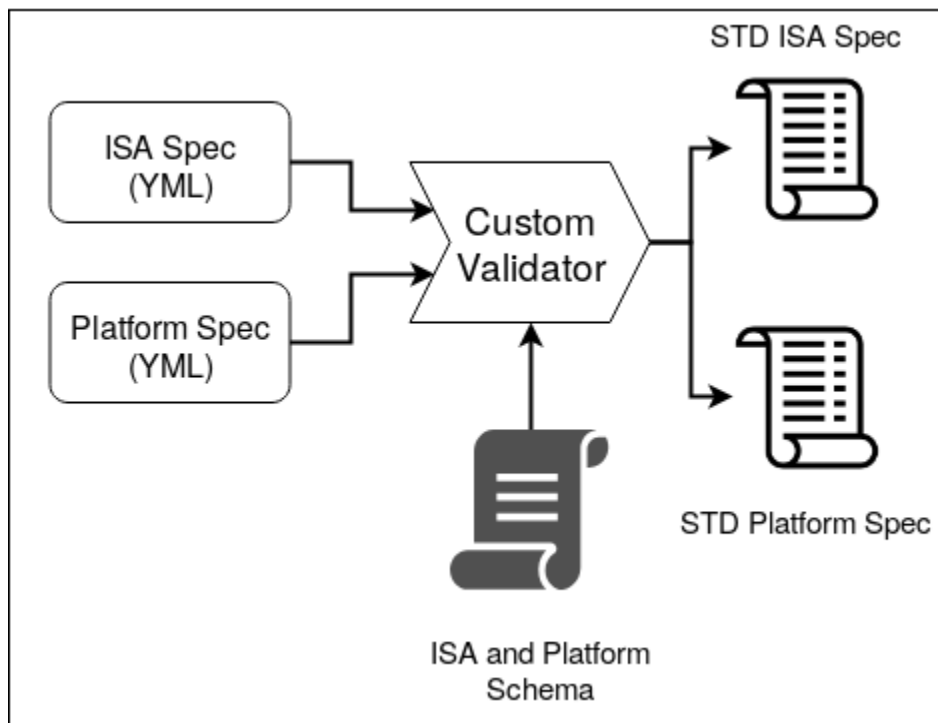 STD ISA Spec
ISA Spec
(YML)
Custom
Validator
Platform Spec
(YML)
STD Platform Spec
ISA and Platform
Schema